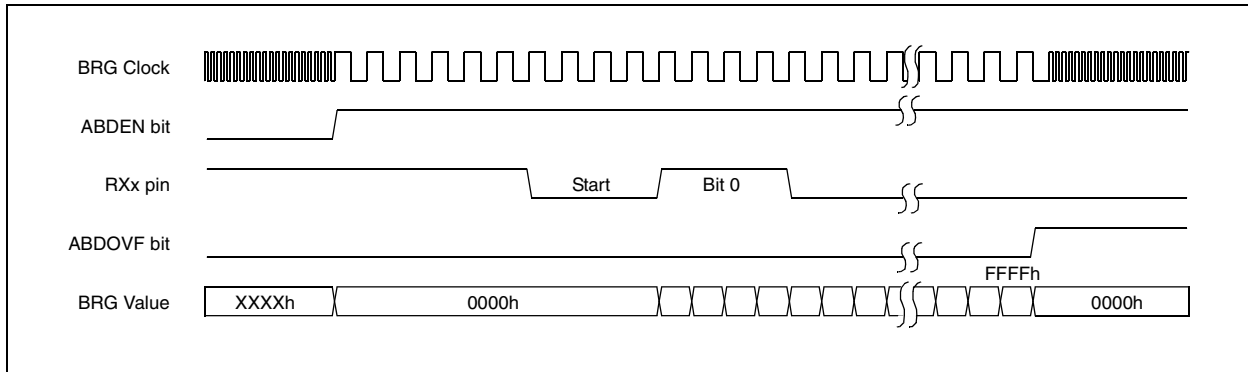 BRG Clock
ABDEN bit
RXx pin
Start
Bit 0
ABDOVF bit
FFFFh
BRG Value
XXXXh
0000h
0000h